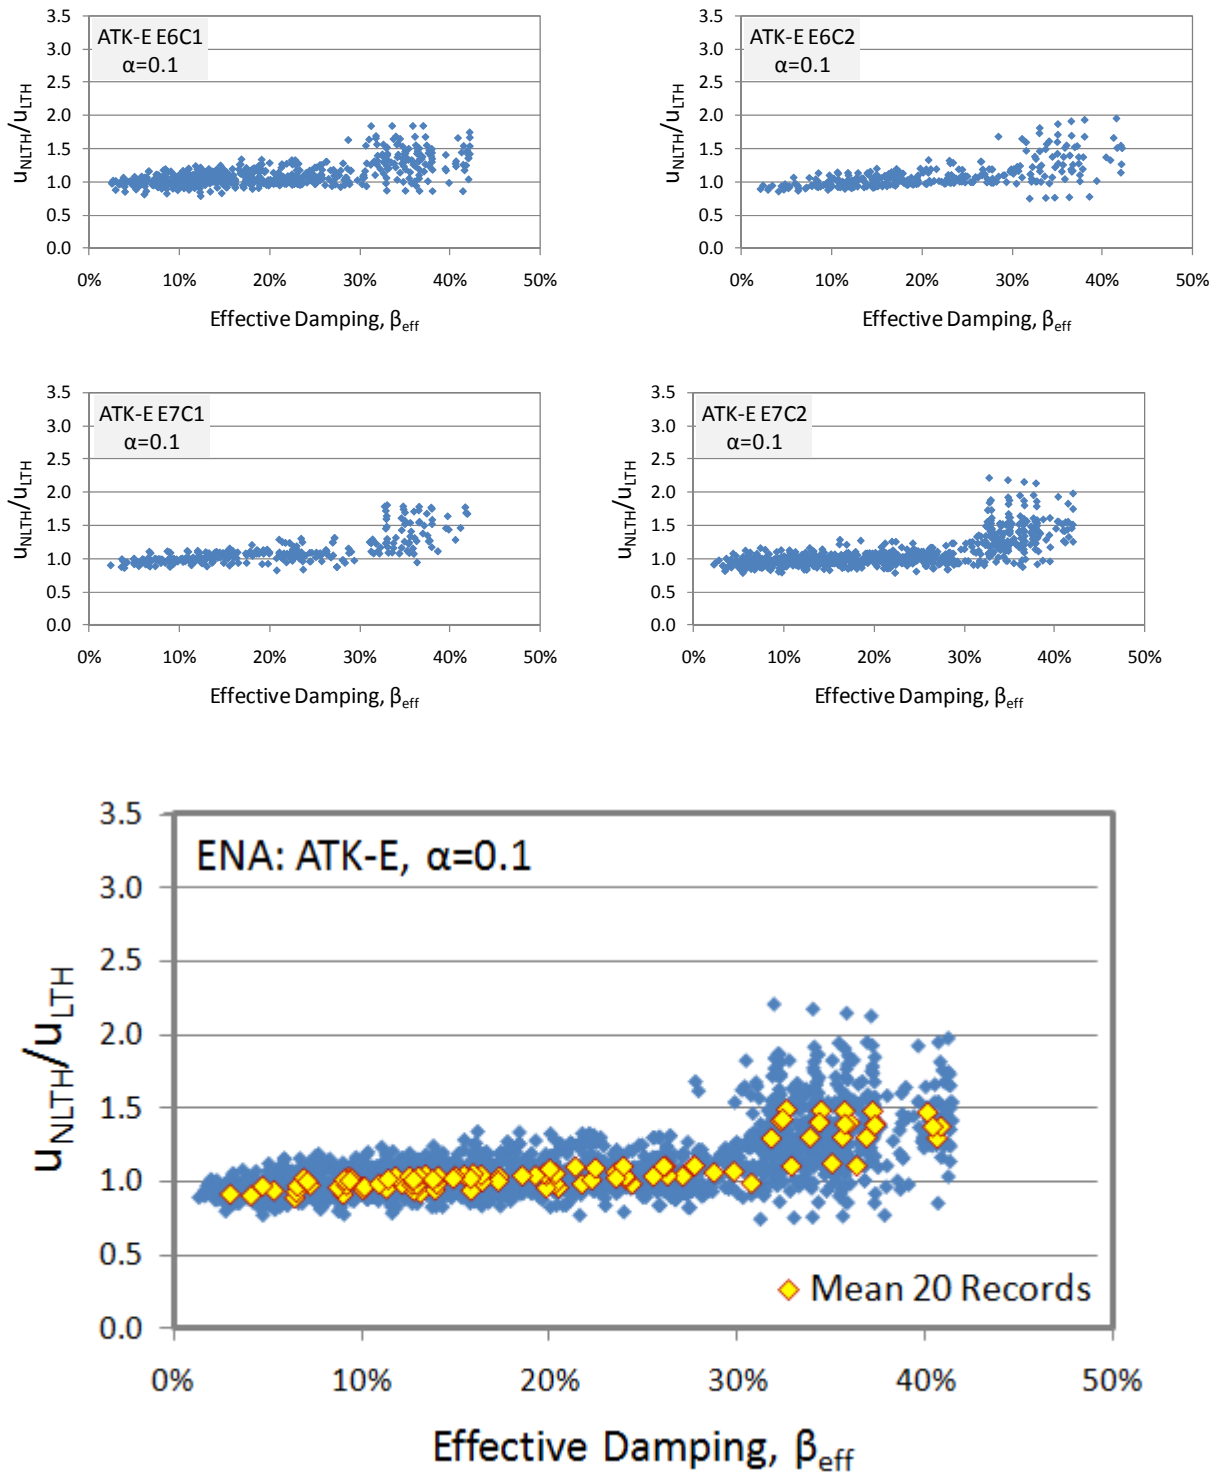 3.5
3.0
2.5
2.0
1.5
1.0
0.5
0.0
uNLTH/uLTH
ATK-E E6C1
α=0.1
0% 10% 20% 30% 40% 50%
Effective Damping, βeff
3.5
3.0
2.5
2.0
1.5
1.0
0.5
0.0
uNLTH/uLTH
ATK-E E6C2
α=0.1
0% 10% 20% 30% 40% 50%
Effective Damping, βeff
3.5
3.0
2.5
2.0
1.5
1.0
0.5
0.0
uNLTH/uLTH
ATK-E E7C1
α=0.1
0% 10% 20% 30% 40% 50%
Effective Damping, βeff
3.5
3.0
2.5
2.0
1.5
1.0
0.5
0.0
uNLTH/uLTH
ATK-E E7C2
α=0.1
0% 10% 20% 30% 40% 50%
Effective Damping, βeff
3.5
3.0
2.5
2.0
1.5
1.0
0.5
0.0
uNLTH/uLTH
ENA: ATK-E, α=0.1
Mean 20 Records
0% 10% 20% 30% 40% 50%
Effective Damping, βeff